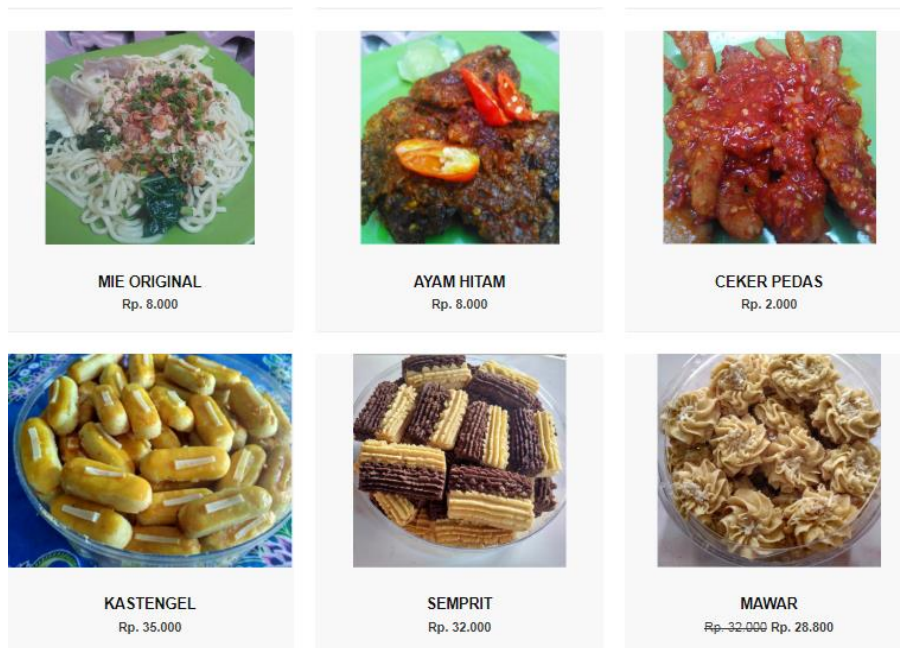 MIE ORIGINAL
Rp. 8.000
AYAM HITAM
Rp. 8.000
CEKER PEDAS
Rp. 2.000
KASTENGEL
Rp. 35.000
SEMPRIT
Rp. 32.000
MAWAR
Rp. 32.000 Rp. 28.800